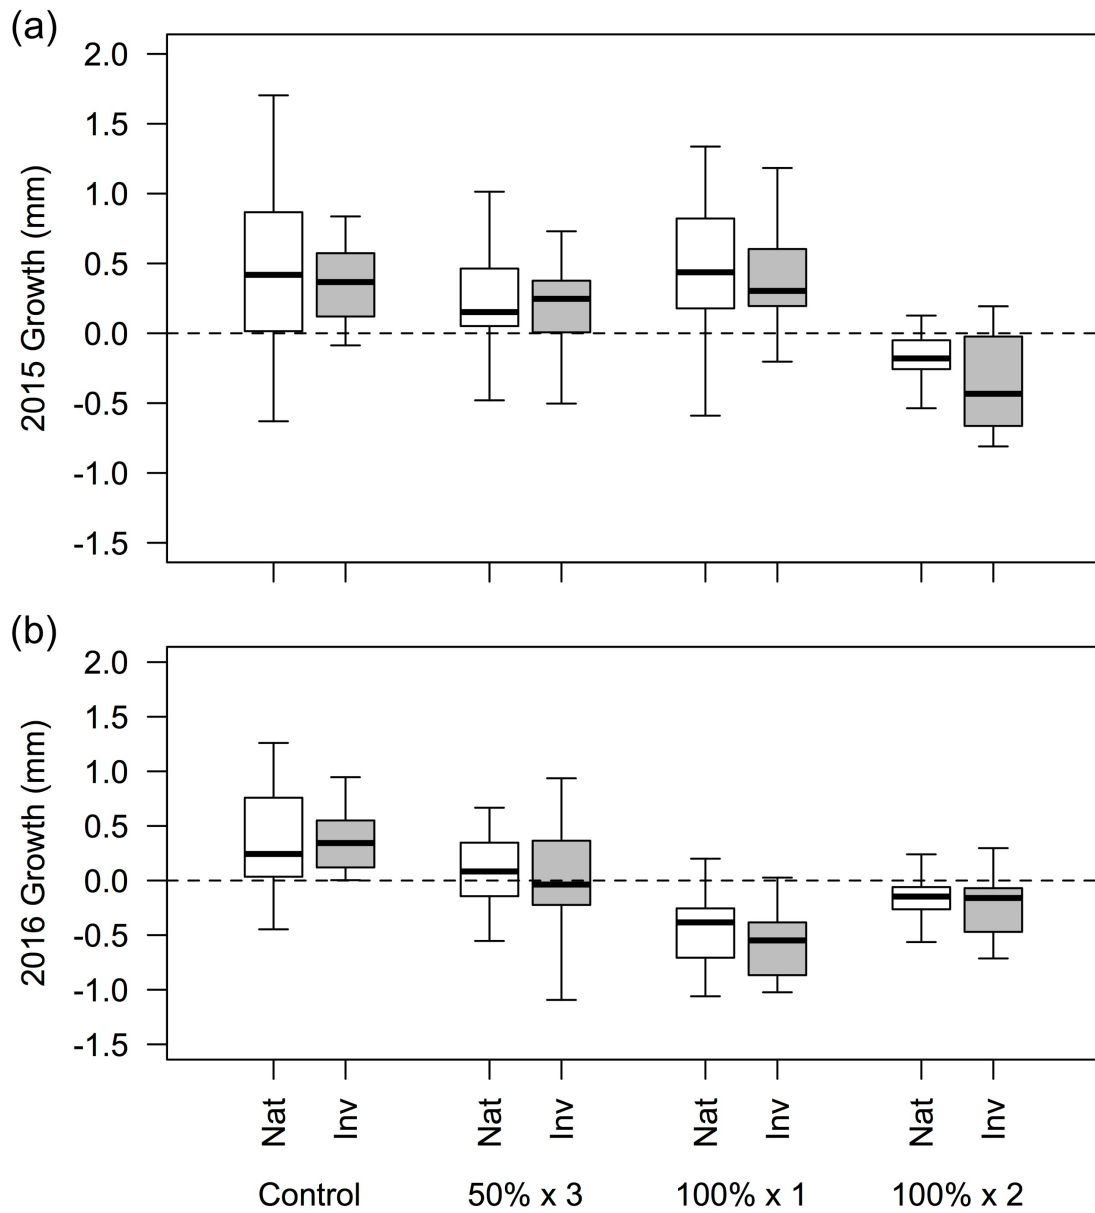 (a)
2015 Growth (mm)
2.0
1.5
1.0
0.5
0.0
-0.5
-1.0
-1.5
(b)
2016 Growth (mm)
2.0
1.5
1.0
0.5
0.0
-0.5
-1.0
-1.5
Nat Inv Nat Inv Nat Inv Nat Inv
Control 50% x 3 100% x 1 100% x 2